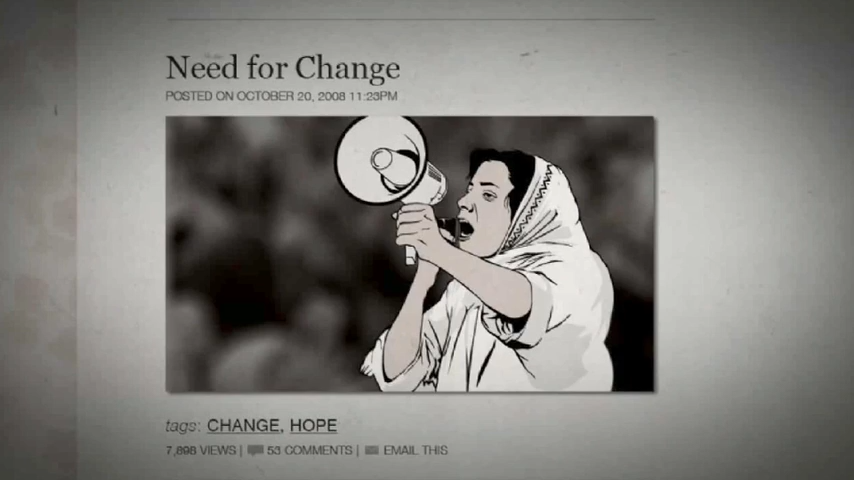 Need for Change
POSTED ON OCTOBER 20, 2008 11:23PM
tags: CHANGE, HOPE
7,898 VIEWS | 53 COMMENTS | EMAIL THIS